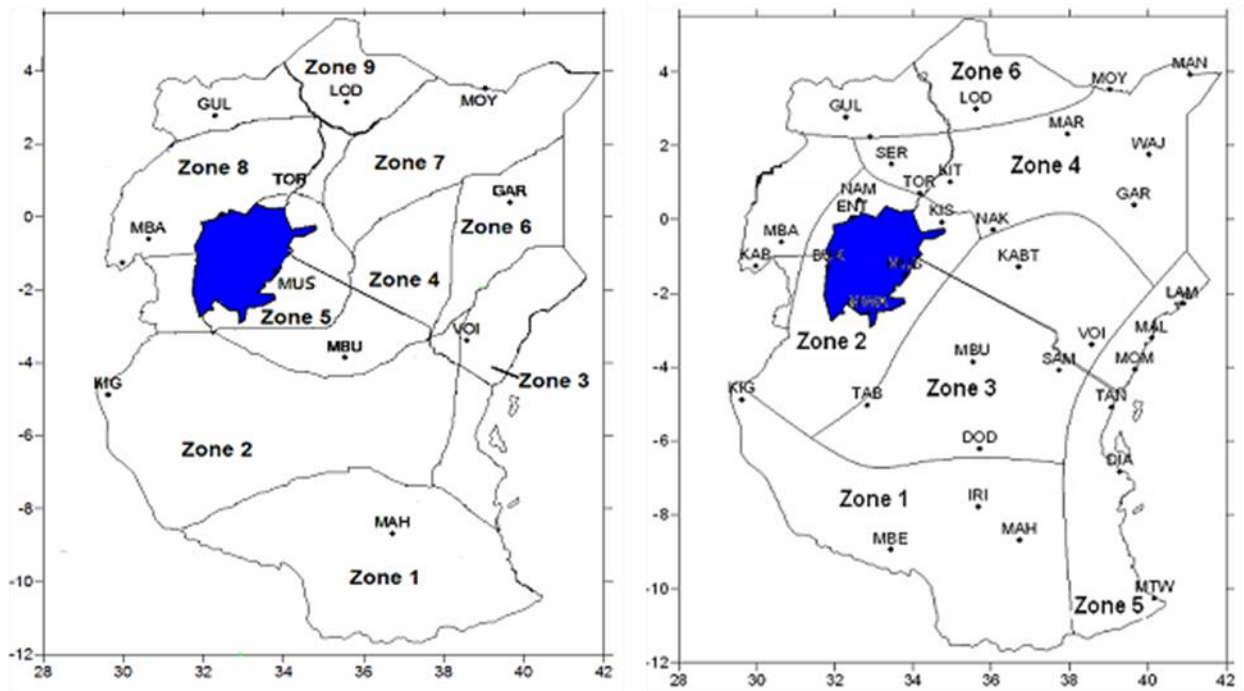 Zone 9
4
LOD
MOY
GUL
2
Zone 8
Zone 7
TOR
GAR
0
MBA
Zone 6
Zone 4
MUS
-2
Zone 5
VOI
MBU
-4
Zone 3
KIG
Zone 2
-6
-8
MAH
Zone 1
-10
-12
28 30 32 34 36 38 40 42
MAN
4
Zone 6
MOY
LOD
GUL
MAR
2
WAJ
SER
Zone 4
KIT
NAM
TOR
GAR
ENT
KIS
NAK
0
MBA
KAB
KABT
-2
LAM
MAL
Zone 2
VOI
MBU
SAM
MOM
-4
KIG
Zone 3
TAB
TAN
DOD
-6
DIA
Zone 1
IRI
-8
MBE
MAH
-10
MTW
Zone 5
-12
28 30 32 34 36 38 40 42